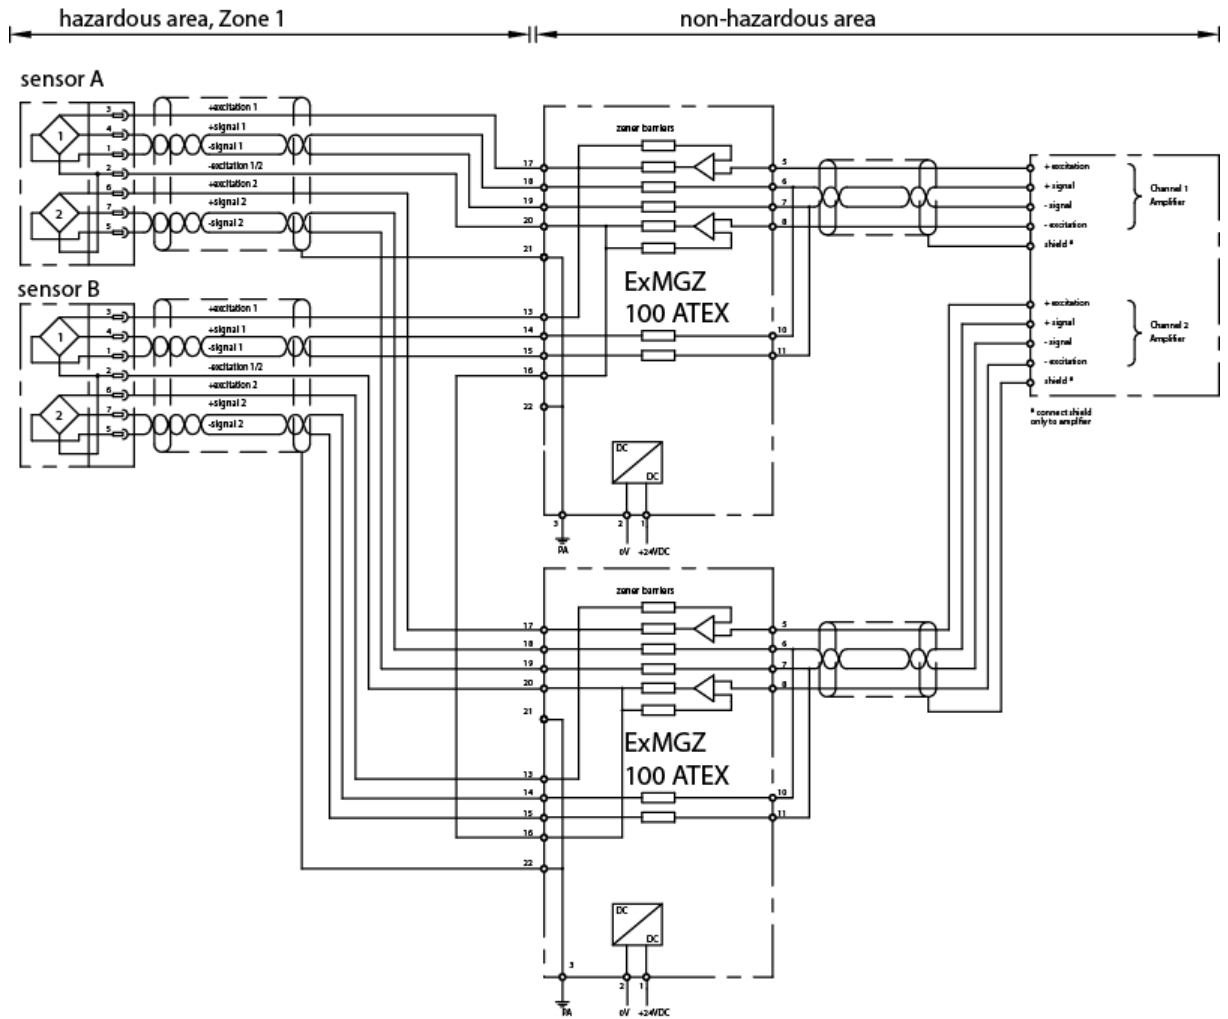 hazardous area, Zone 1
non-hazardous area
sensor A
3
+excitation 1
4
+signal 1
1
1
-signal 1
2
-excitation 1/2
6
+excitation 2
7
+signal 2
2
5
-signal 2
sensor B
3
+excitation 1
4
+signal 1
1
1
-signal 1
2
-excitation 1/2
6
+excitation 2
7
+signal 2
2
5
-signal 2
zener barriers
17
18
19
20
21
13
14
15
16
22
5
6
7
8
10
11
ExMGZ
100 ATEX
DC
DC
3
2
1
PA
0V
+24VDC
zener barriers
17
18
19
20
21
13
14
15
16
22
5
6
7
8
10
11
ExMGZ
100 ATEX
DC
DC
3
2
1
PA
0V
+24VDC
+ excitation
+ signal
- signal
- excitation
shield *
Channel 1
Amplifier
+ excitation
+ signal
- signal
- excitation
shield *
Channel 2
Amplifier
* connect shield
only to amplifier